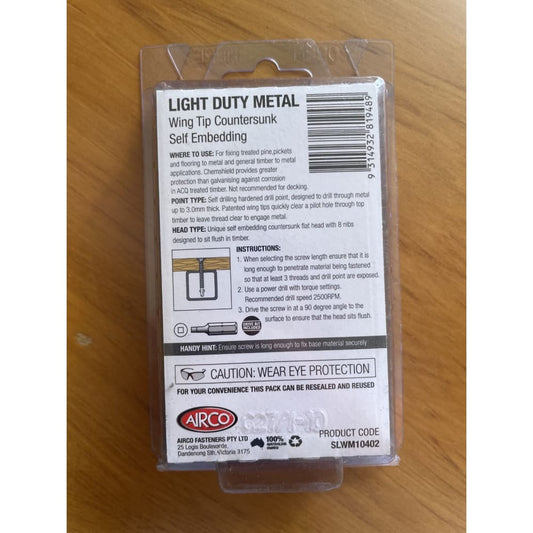 LIGHT DUTY METAL
Wing Tip Countersunk
Self Embedding
9 314932 819489
WHERE TO USE: For fixing treated pine,pickets
and flooring to metal and general timber to metal
applications. Chemshield provides greater
protection than galvanising against corrosion
in ACQ treated timber. Not recommended for decking.
POINT TYPE: Self drilling hardened drill point, designed to drill through metal
up to 3.0mm thick. Patented wing tips quickly clear a pilot hole through top
timber to leave thread clear to engage metal.
HEAD TYPE: Unique self embedding countersunk flat head with 8 nibs
designed to sit flush in timber.
INSTRUCTIONS:
1. When selecting the screw length ensure that it is
long enough to penetrate material being fastened
so that at least 3 threads and drill point are exposed.
2. Use a power drill with torque settings.
Recommended drill speed 2500RPM.
3. Drive the screw in at a 90 degree angle to the
surface to ensure that the head sits flush.
DRIVE BIT
INCLUDED
HANDY HINT: Ensure screw is long enough to fix base material securely
CAUTION: WEAR EYE PROTECTION
FOR YOUR CONVENIENCE THIS PACK CAN BE RESEALED AND REUSED
AIRCO
AIRCO FASTENERS PTY LTD
25 Logis Boulevarde,
Dandenong Sth. Victoria 3175
100%
PRODUCT CODE
SLWM10402